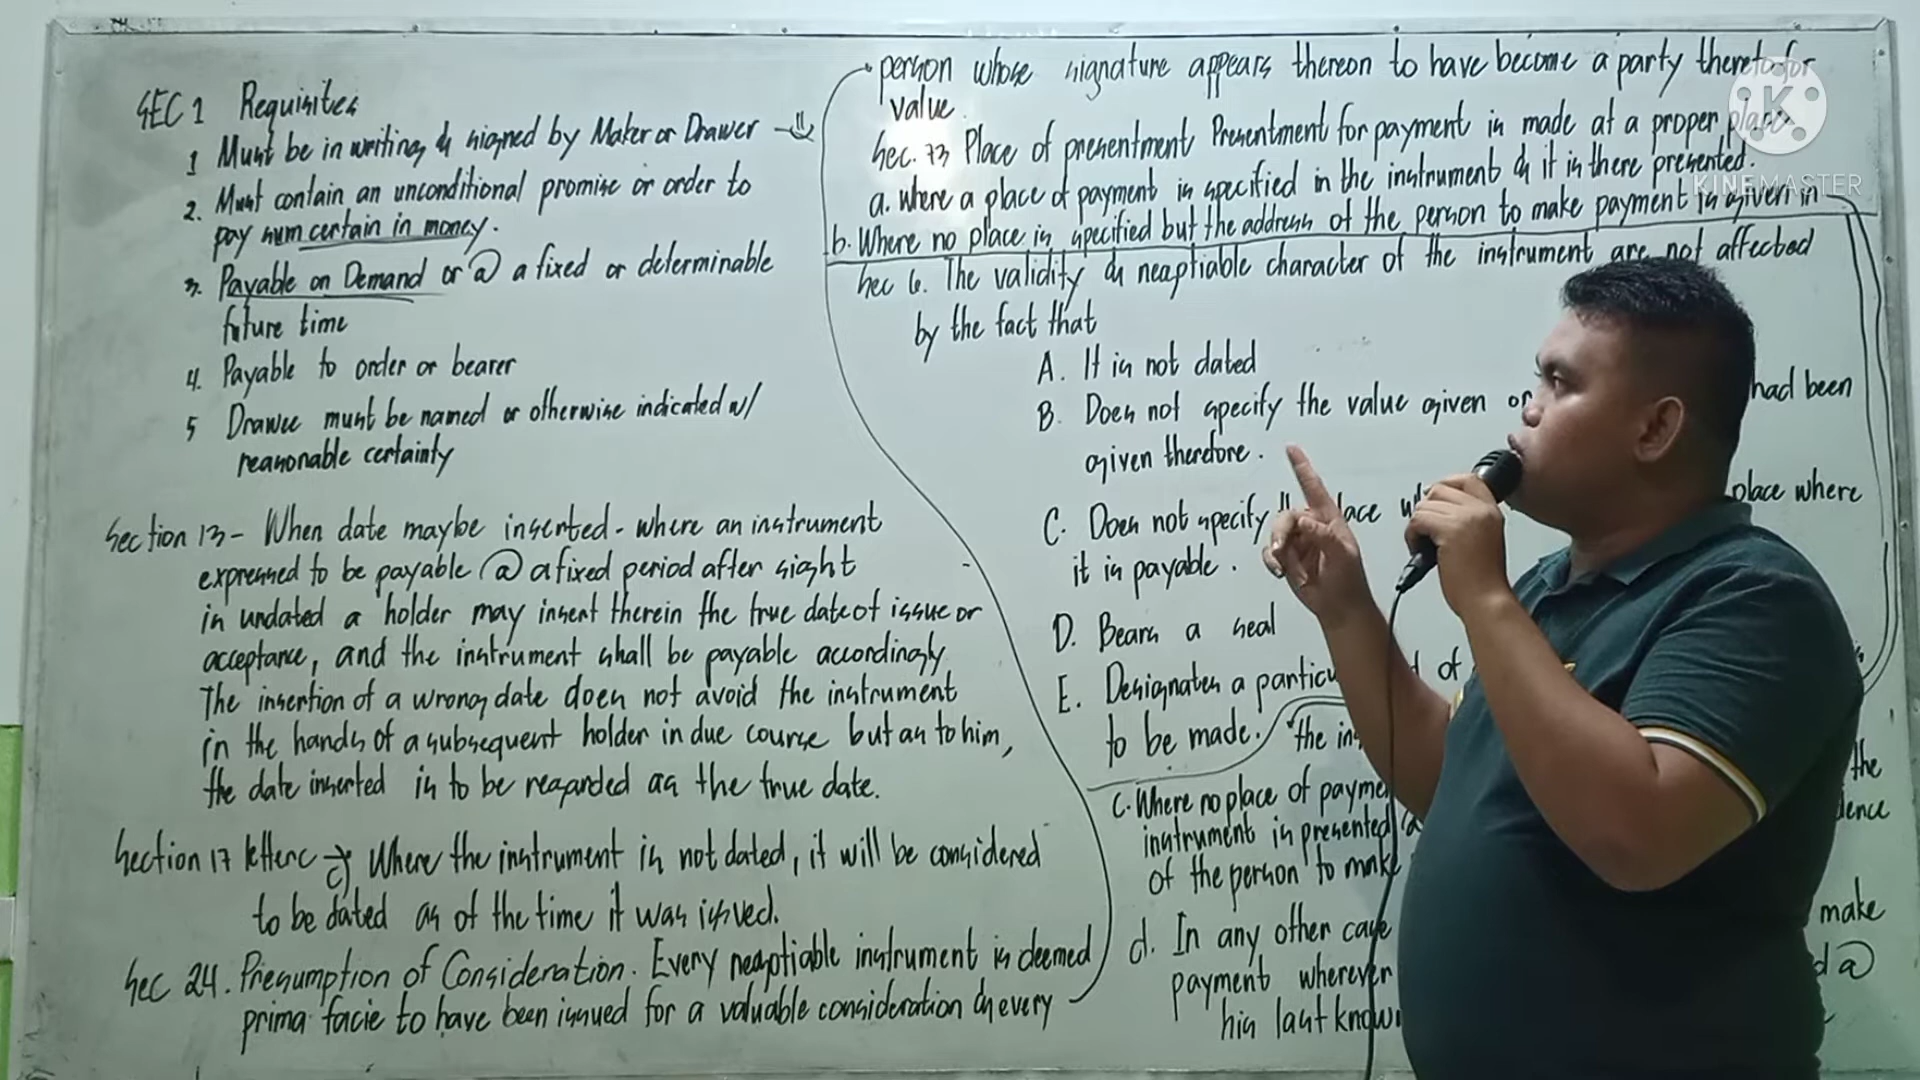 SEC 1 Requisites
1 Must be in writing & signed by Maker or Drawer
2. Must contain an unconditional promise or order to
pay sum certain in money.
3. Payable on Demand or @ a fixed or determinable
future time
4. Payable to order or bearer
5 Drawee must be named or otherwise indicated w/
reasonable certainty
Section 13- When date maybe inserted - where an instrument
expressed to be payable @ a fixed period after sight
is undated a holder may insert therein the true date of issue or
acceptance, and the instrument shall be payable accordingly
The insertion of a wrong date does not avoid the instrument
in the hands of a subsequent holder in due course but as to him,
the date inserted is to be regarded as the true date.
Section 17 letter c Where the instrument is not dated, it will be considered
to be dated as of the time it was issued.
Sec 24. Presumption of Consideration. Every negotiable instrument is deemed
prima facie to have been issued for a valuable consideration & every
person whose signature appears thereon to have become a party thereto for
value.
Sec. 73 Place of presentment Presentment for payment is made at a proper place
a. where a place of payment is specified in the instrument & it is there presented.
b. Where no place is specified but the address of the person to make payment is given in
Sec 6. The validity & negotiable character of the instrument are not affected
by the fact that
A. It is not dated
B. Does not specify the value given or had been
given therefore.
C. Does not specify place where
it is payable.
D. Bears a seal
E. Designates a of
to be made. the
C. Where no place of
instrument is presented
of the person to make
d. In any other case make
payment wherever @
his last
KINEMASTER